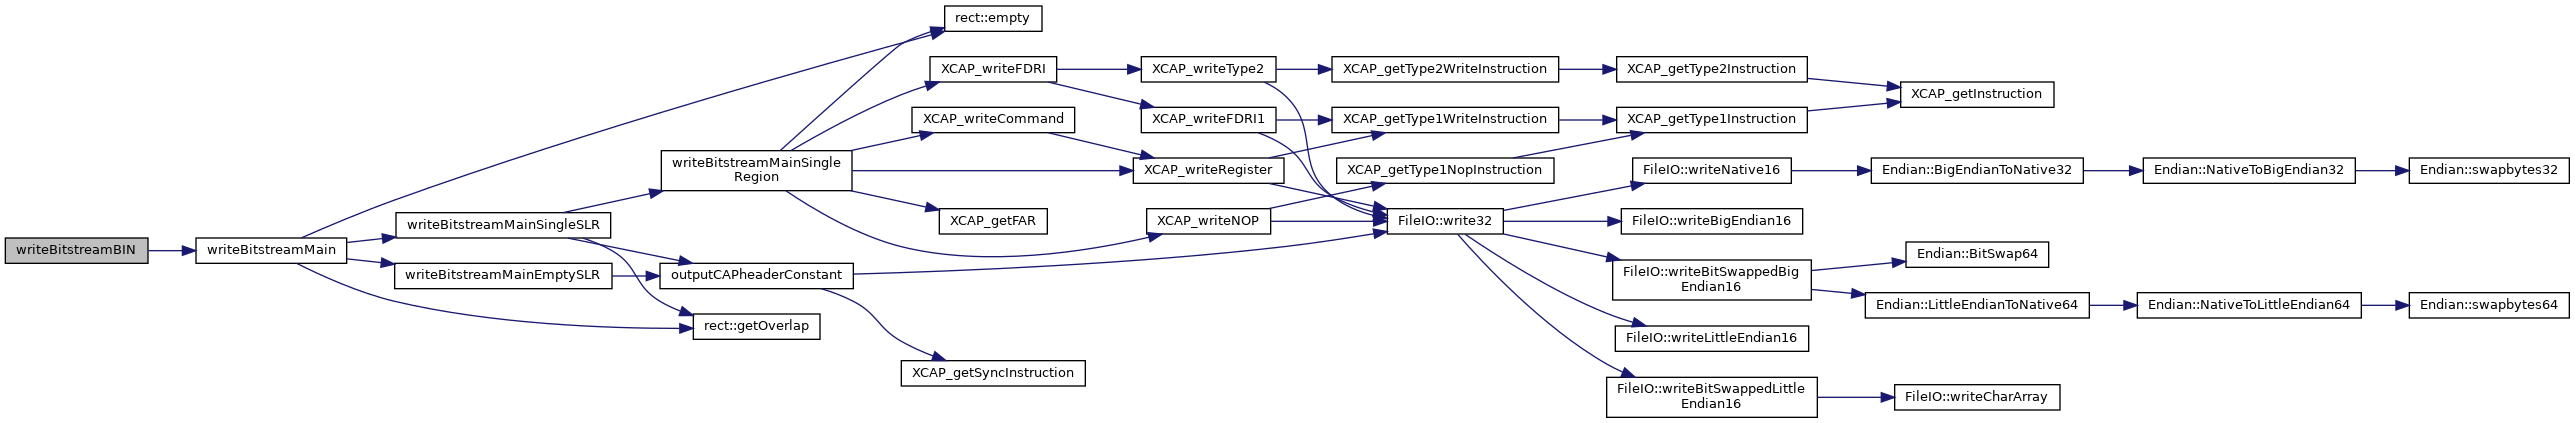 writeBitstreamBIN
writeBitstreamMain
writeBitstreamMainSingleSLR
writeBitstreamMainEmptySLR
writeBitstreamMainSingle
Region
outputCAPheaderConstant
rect::getOverlap
rect::empty
XCAP_writeFDRI
XCAP_writeCommand
XCAP_getFAR
XCAP_getSyncInstruction
XCAP_writeType2
XCAP_writeFDRI1
XCAP_writeRegister
XCAP_writeNOP
XCAP_getType2WriteInstruction
XCAP_getType1WriteInstruction
XCAP_getType1NopInstruction
FileIO::write32
XCAP_getType2Instruction
XCAP_getType1Instruction
FileIO::writeNative16
FileIO::writeBigEndian16
FileIO::writeBitSwappedBig
Endian16
FileIO::writeLittleEndian16
FileIO::writeBitSwappedLittle
Endian16
XCAP_getInstruction
Endian::BigEndianToNative32
Endian::BitSwap64
Endian::LittleEndianToNative64
FileIO::writeCharArray
Endian::NativeToBigEndian32
Endian::NativeToLittleEndian64
Endian::swapbytes32
Endian::swapbytes64